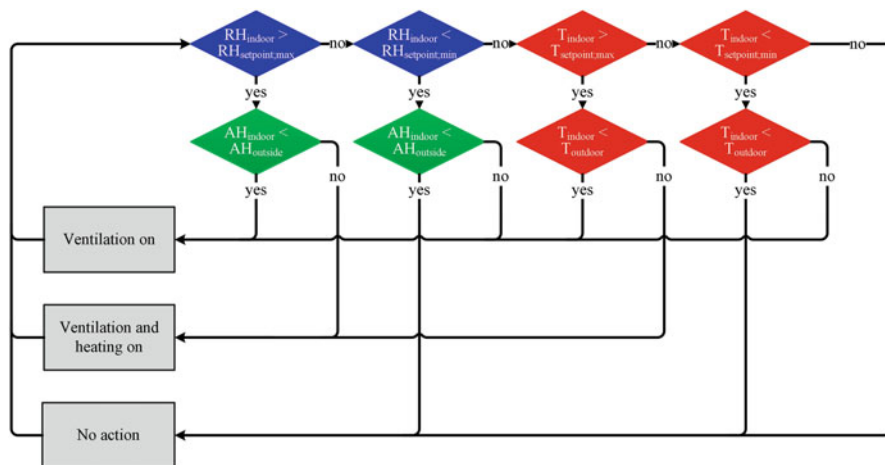 RHindoor >
RHsetpoint;max
no
RHindoor <
RHsetpoint;min
no
Tindoor >
Tsetpoint;max
no
Tindoor <
Tsetpoint;min
no
yes
yes
yes
yes
AHindoor <
AHoutside
AHindoor <
AHoutside
Tindoor <
Toutdoor
Tindoor <
Toutdoor
yes
no
yes
no
yes
no
yes
no
Ventilation on
Ventilation and
heating on
No action